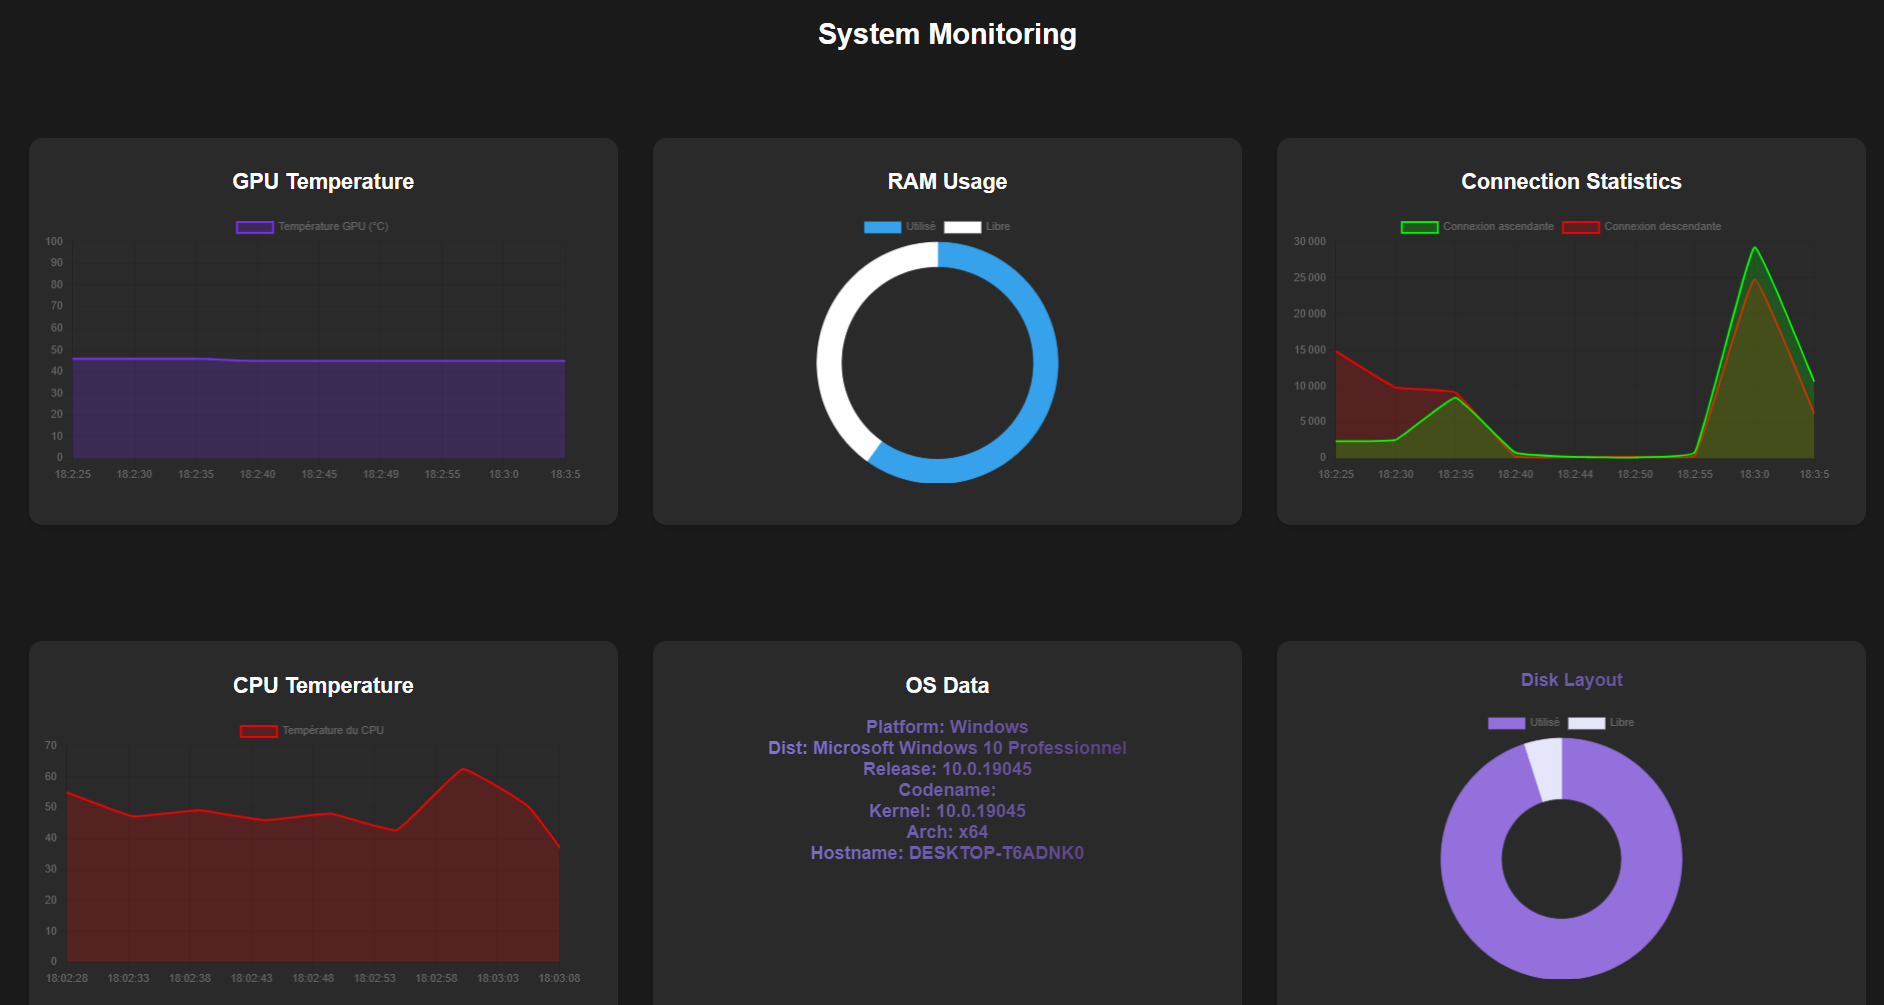 System Monitoring
GPU Temperature
Température GPU (°C)
100
90
80
70
60
50
40
30
20
10
0
18:2:25 18:2:30 18:2:35 18:2:40 18:2:45 18:2:49 18:2:55 18:3:0 18:3:5
RAM Usage
Utilisé Libre
Connection Statistics
Connexion ascendante Connexion descendante
30 000
25 000
20 000
15 000
10 000
5 000
0
18:2:25 18:2:30 18:2:35 18:2:40 18:2:44 18:2:50 18:2:55 18:3:0 18:3:5
CPU Temperature
Température du CPU
70
60
50
40
30
20
10
0
18:02:28 18:02:33 18:02:38 18:02:43 18:02:48 18:02:53 18:02:58 18:03:03 18:03:08
OS Data
Platform: Windows
Dist: Microsoft Windows 10 Professionnel
Release: 10.0.19045
Codename:
Kernel: 10.0.19045
Arch: x64
Hostname: DESKTOP-T6ADNK0
Disk Layout
Utilisé Libre